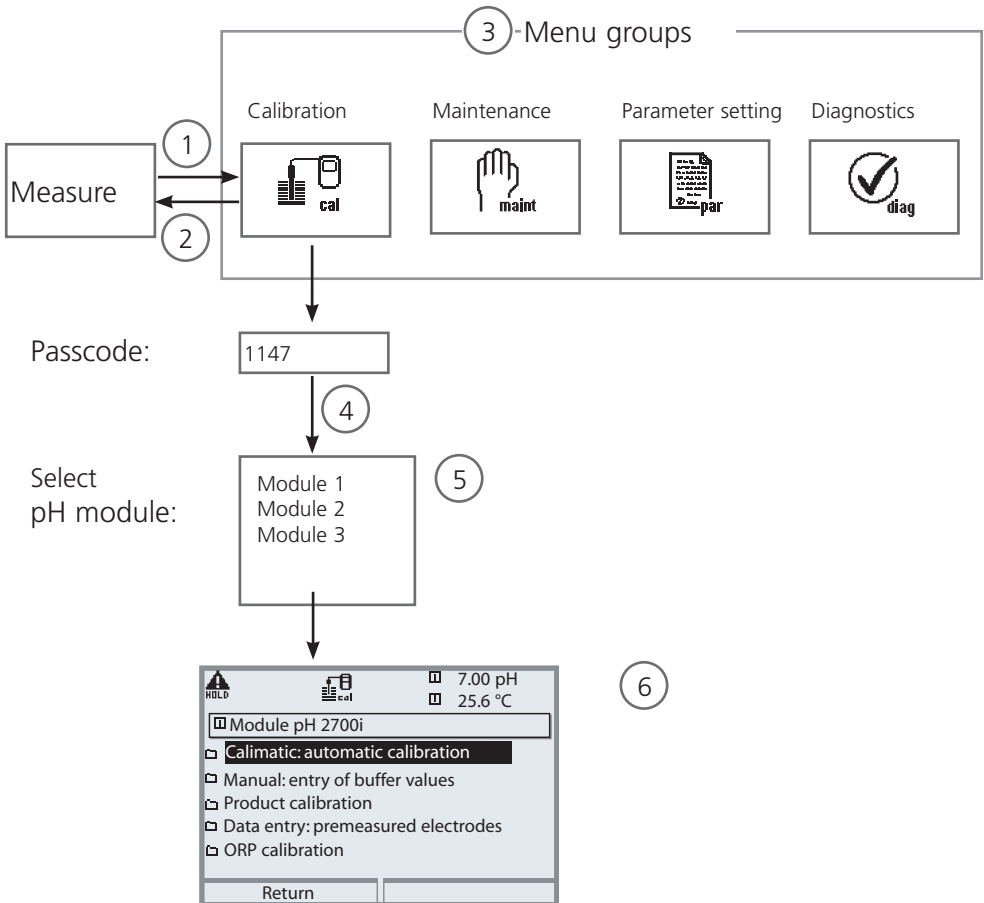 3 Menu groups
Calibration Maintenance Parameter setting Diagnostics
1
Measure
cal maint par diag
2
Passcode: 1147
4
Select
pH module:
Module 1
Module 2
Module 3
5
HOLD cal 7.00 pH
25.6 °C
Module pH 2700i
Calimatic: automatic calibration
Manual: entry of buffer values
Product calibration
Data entry: premeasured electrodes
ORP calibration
Return
6